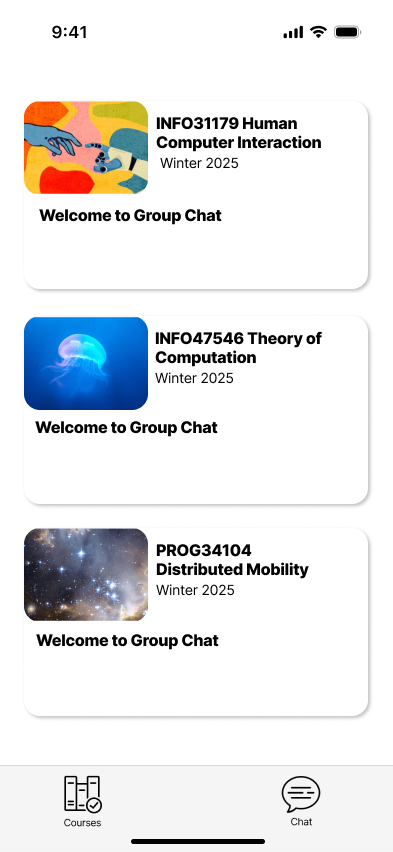 9:41
INFO31179 Human
Computer Interaction
Winter 2025
Welcome to Group Chat
INFO47546 Theory of
Computation
Winter 2025
Welcome to Group Chat
PROG34104
Distributed Mobility
Winter 2025
Welcome to Group Chat
Courses
Chat